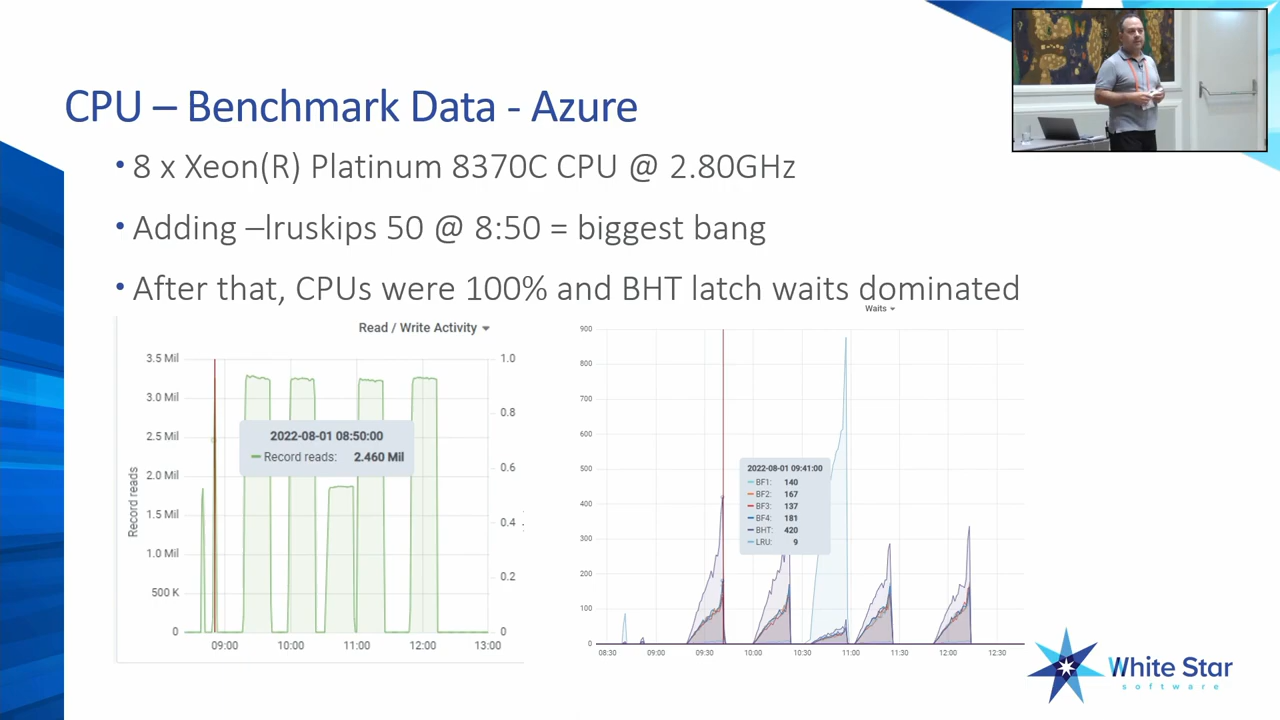 CPU – Benchmark Data - Azure
• 8 x Xeon(R) Platinum 8370C CPU @ 2.80GHz
• Adding –lruskips 50 @ 8:50 = biggest bang
• After that, CPUs were 100% and BHT latch waits dominated
Read / Write Activity
3.5 Mil
3.0 Mil
2.5 Mil
2.0 Mil
1.5 Mil
1.0 Mil
500 K
0
Record reads
1.0
0.8
0.6
0.4
0.2
0
2022-08-01 08:50:00
Record reads: 2.460 Mil
09:00 10:00 11:00 12:00 13:00
Waits
900
800
700
600
500
400
300
200
100
0
2022-08-01 09:41:00
BF1: 140
BF2: 167
BF3: 137
BF4: 181
BHT: 420
LRU: 9
08:30 09:00 09:30 10:00 10:30 11:00 11:30 12:00 12:30
White Star
software